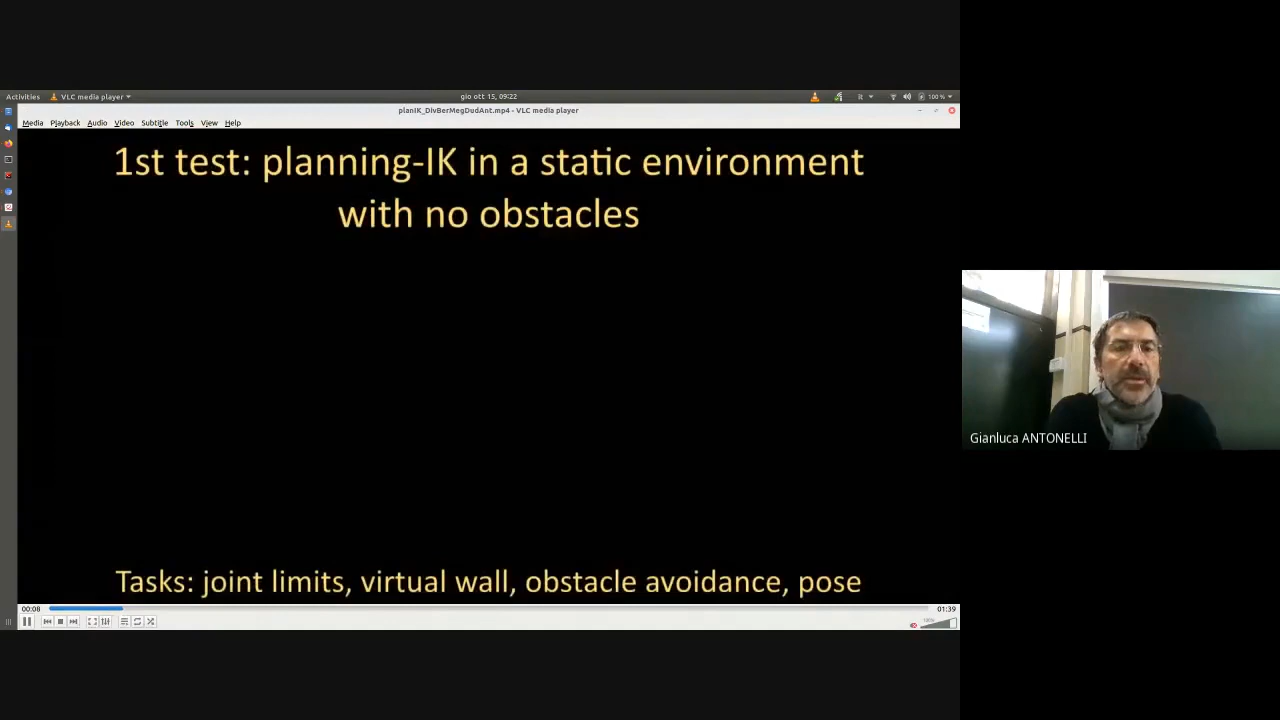 Activities VLC media player gio ott 15, 09:22 100 %
planIK_DivBerMegDudAnt.mp4 - VLC media player
Media Playback Audio Video Subtitle Tools View Help
1st test: planning-IK in a static environment
with no obstacles
Tasks: joint limits, virtual wall, obstacle avoidance, pose
00:08 01:39
100%
Gianluca ANTONELLI